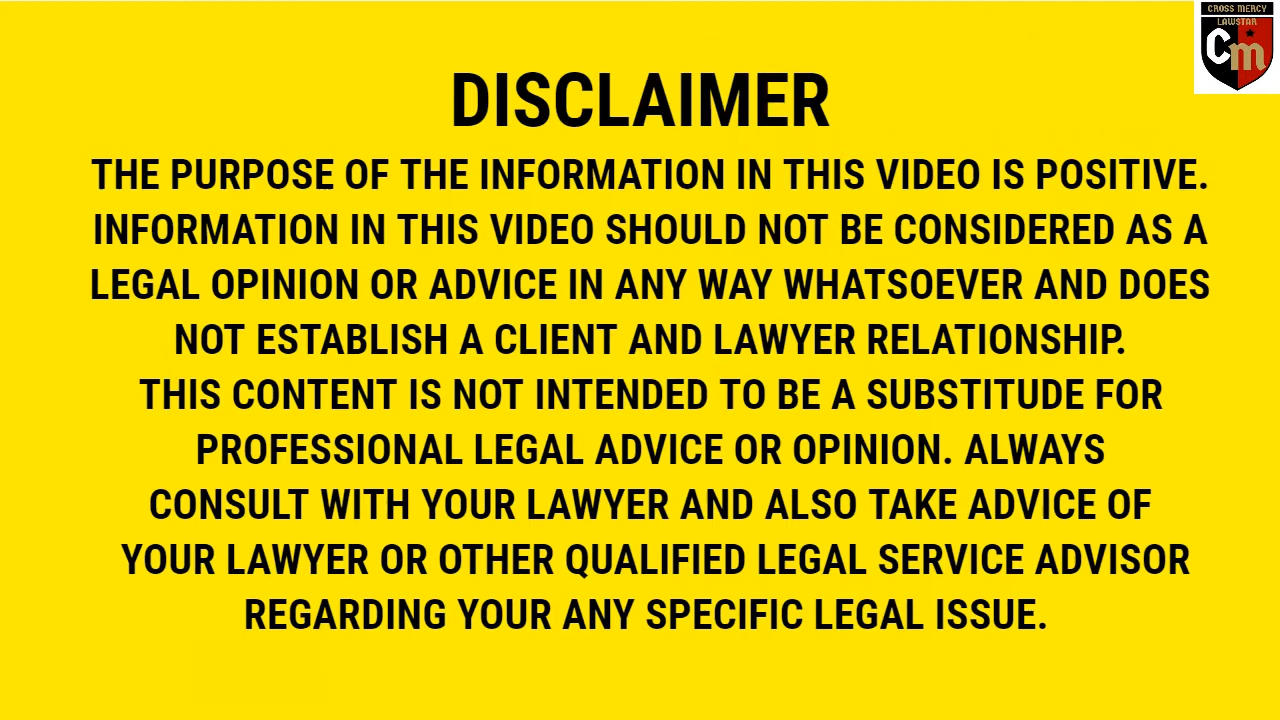 CROSS MERCY
LAWSTAR
Cm
DISCLAIMER
THE PURPOSE OF THE INFORMATION IN THIS VIDEO IS POSITIVE.
INFORMATION IN THIS VIDEO SHOULD NOT BE CONSIDERED AS A
LEGAL OPINION OR ADVICE IN ANY WAY WHATSOEVER AND DOES
NOT ESTABLISH A CLIENT AND LAWYER RELATIONSHIP.
THIS CONTENT IS NOT INTENDED TO BE A SUBSTITUDE FOR
PROFESSIONAL LEGAL ADVICE OR OPINION. ALWAYS
CONSULT WITH YOUR LAWYER AND ALSO TAKE ADVICE OF
YOUR LAWYER OR OTHER QUALIFIED LEGAL SERVICE ADVISOR
REGARDING YOUR ANY SPECIFIC LEGAL ISSUE.